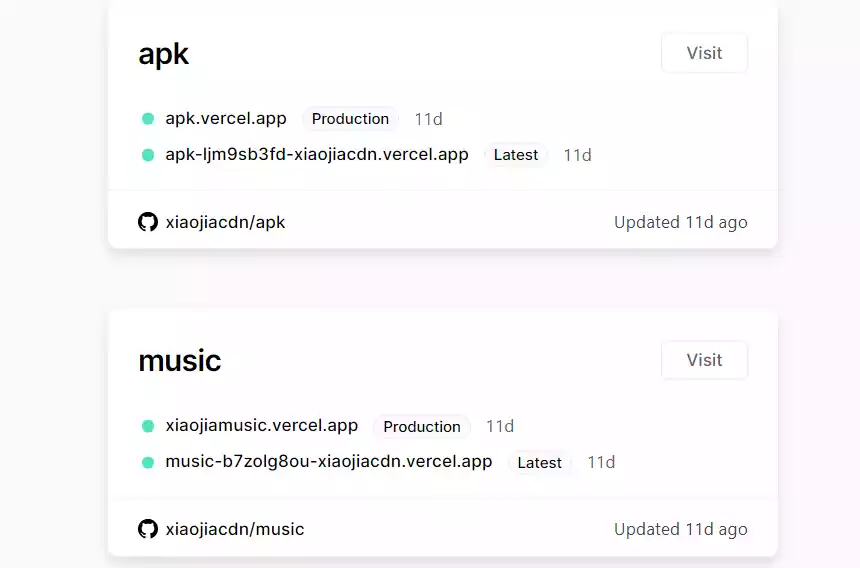 apk Visit
apk.vercel.app Production 11d
apk-ljm9sb3fd-xiaojiacdn.vercel.app Latest 11d
xiaojiacdn/apk Updated 11d ago
music Visit
xiaojiamusic.vercel.app Production 11d
music-b7zolg8ou-xiaojiacdn.vercel.app Latest 11d
xiaojiacdn/music Updated 11d ago